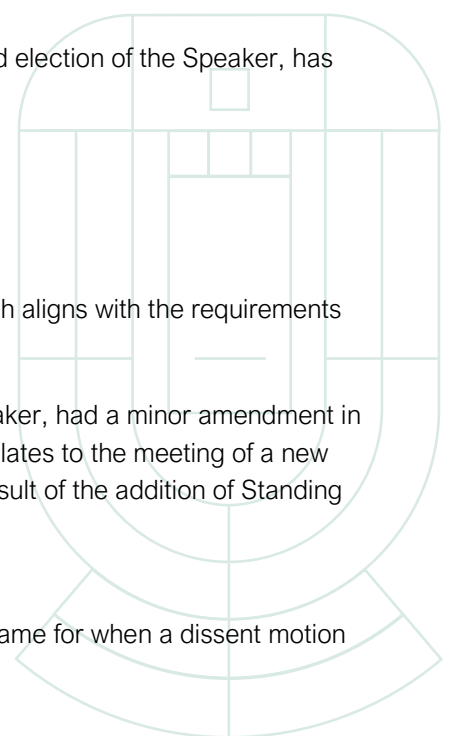 d election of the Speaker, has
h aligns with the requirements
aker, had a minor amendment in
lates to the meeting of a new
sult of the addition of Standing
ame for when a dissent motion